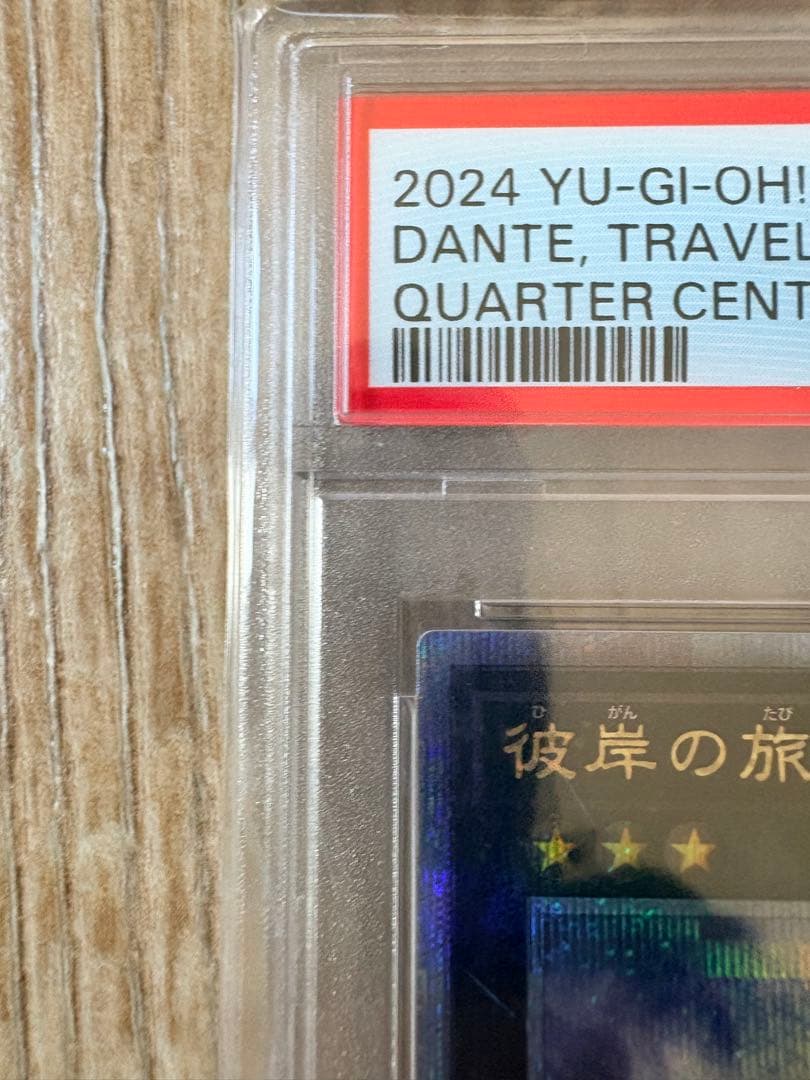 2024 YU-GI-OH!
DANTE, TRAVEL
QUARTER CENT
ひ がん たび
彼岸の旅